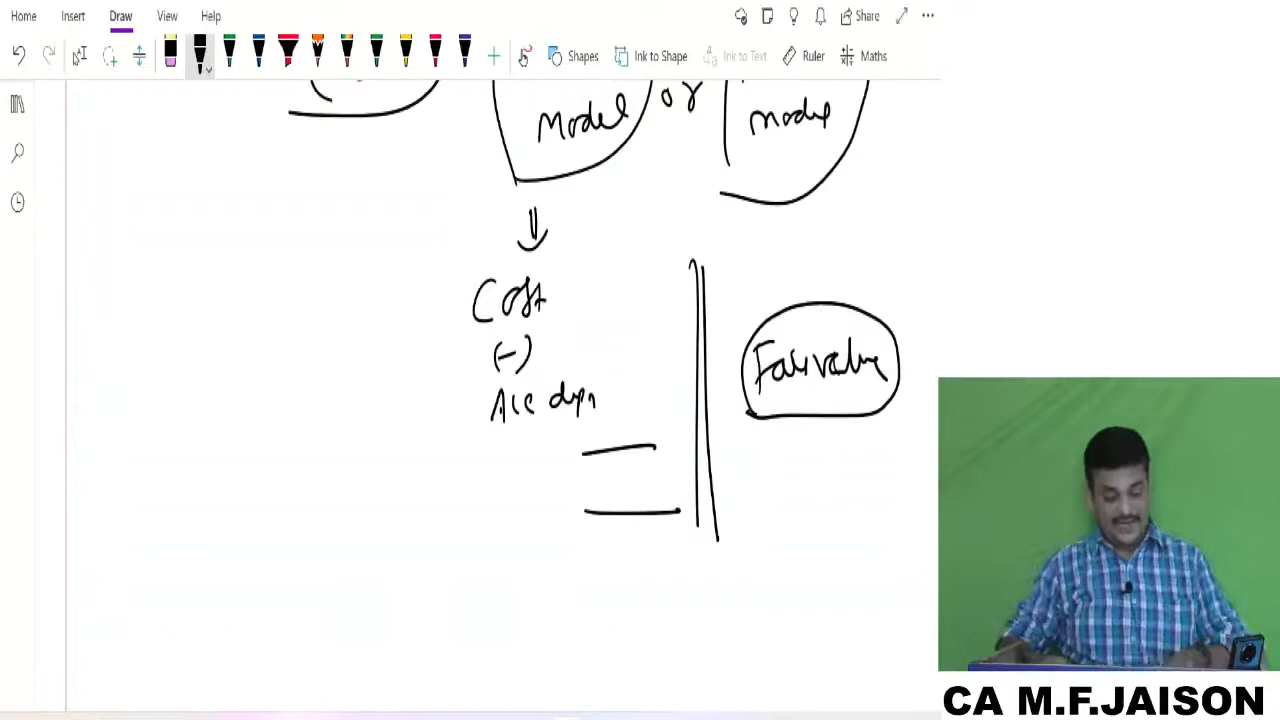 Home Insert Draw View Help Share
Shapes Ink to Shape Ink to Text Ruler Maths
Model or Model
Cost
(-)
Acc depn
Fairvalue
CA M.F.JAISON